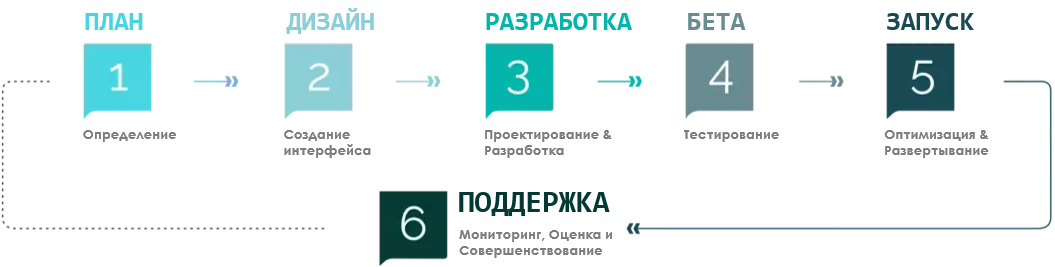 ПЛАН
1
Определение
ДИЗАЙН
2
Создание
интерфейса
РАЗРАБОТКА
3
Проектирование &
Разработка
БЕТА
4
Тестирование
ЗАПУСК
5
Оптимизация &
Развертывание
6
ПОДДЕРЖКА
Мониторинг, Оценка и
Совершенствование